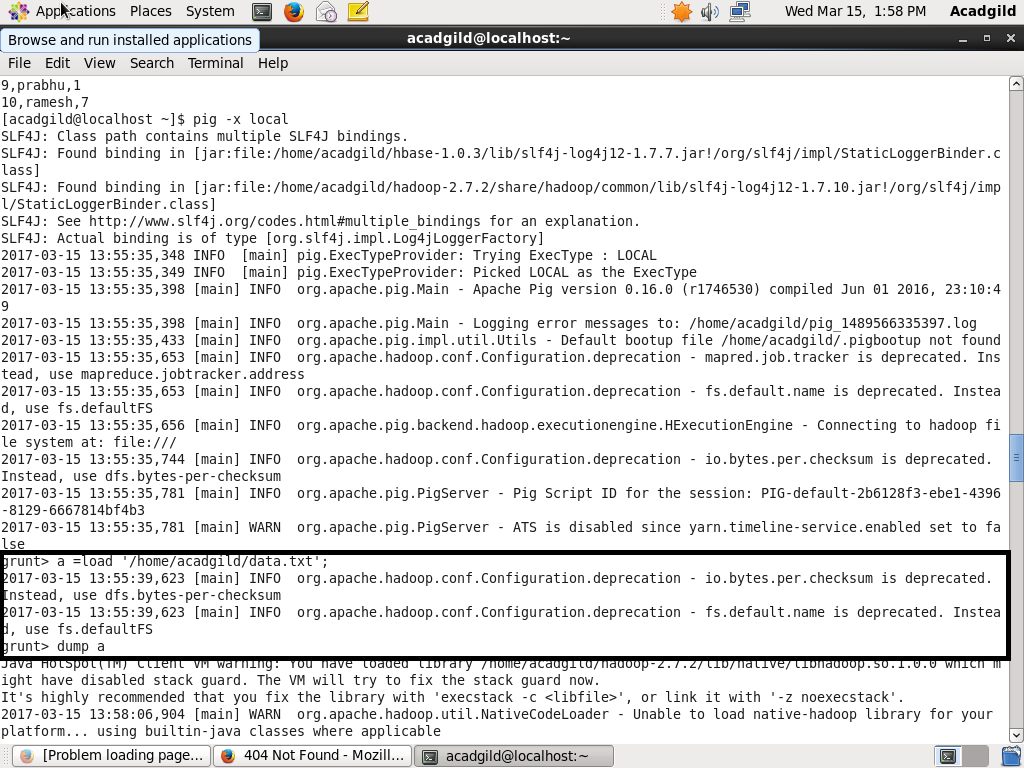 Applications Places System Wed Mar 15, 1:58 PM Acadgild
Browse and run installed applications acadgild@localhost:~
File Edit View Search Terminal Help
9,prabhu,1
10,ramesh,7
[acadgild@localhost ~]$ pig -x local
SLF4J: Class path contains multiple SLF4J bindings.
SLF4J: Found binding in [jar:file:/home/acadgild/hbase-1.0.3/lib/slf4j-log4j12-1.7.7.jar!/org/slf4j/impl/StaticLoggerBinder.c
lass]
SLF4J: Found binding in [jar:file:/home/acadgild/hadoop-2.7.2/share/hadoop/common/lib/slf4j-log4j12-1.7.10.jar!/org/slf4j/imp
l/StaticLoggerBinder.class]
SLF4J: See http://www.slf4j.org/codes.html#multiple_bindings for an explanation.
SLF4J: Actual binding is of type [org.slf4j.impl.Log4jLoggerFactory]
2017-03-15 13:55:35,348 INFO  [main] pig.ExecTypeProvider: Trying ExecType : LOCAL
2017-03-15 13:55:35,349 INFO  [main] pig.ExecTypeProvider: Picked LOCAL as the ExecType
2017-03-15 13:55:35,398 [main] INFO  org.apache.pig.Main - Apache Pig version 0.16.0 (r1746530) compiled Jun 01 2016, 23:10:4
9
2017-03-15 13:55:35,398 [main] INFO  org.apache.pig.Main - Logging error messages to: /home/acadgild/pig_1489566335397.log
2017-03-15 13:55:35,433 [main] INFO  org.apache.pig.impl.util.Utils - Default bootup file /home/acadgild/.pigbootup not found
2017-03-15 13:55:35,653 [main] INFO  org.apache.hadoop.conf.Configuration.deprecation - mapred.job.tracker is deprecated. Ins
tead, use mapreduce.jobtracker.address
2017-03-15 13:55:35,653 [main] INFO  org.apache.hadoop.conf.Configuration.deprecation - fs.default.name is deprecated. Instea
d, use fs.defaultFS
2017-03-15 13:55:35,656 [main] INFO  org.apache.pig.backend.hadoop.executionengine.HExecutionEngine - Connecting to hadoop fi
le system at: file:///
2017-03-15 13:55:35,744 [main] INFO  org.apache.hadoop.conf.Configuration.deprecation - io.bytes.per.checksum is deprecated.
Instead, use dfs.bytes-per-checksum
2017-03-15 13:55:35,781 [main] INFO  org.apache.pig.PigServer - Pig Script ID for the session: PIG-default-2b6128f3-ebe1-4396
-8129-6667814bf4b3
2017-03-15 13:55:35,781 [main] WARN  org.apache.pig.PigServer - ATS is disabled since yarn.timeline-service.enabled set to fa
lse
grunt> a =load '/home/acadgild/data.txt';
2017-03-15 13:55:39,623 [main] INFO  org.apache.hadoop.conf.Configuration.deprecation - io.bytes.per.checksum is deprecated.
Instead, use dfs.bytes-per-checksum
2017-03-15 13:55:39,623 [main] INFO  org.apache.hadoop.conf.Configuration.deprecation - fs.default.name is deprecated. Instea
d, use fs.defaultFS
grunt> dump a
Java HotSpot(TM) Client VM warning: You have loaded library /home/acadgild/hadoop-2.7.2/lib/native/libhadoop.so.1.0.0 which m
ight have disabled stack guard. The VM will try to fix the stack guard now.
It's highly recommended that you fix the library with 'execstack -c <libfile>', or link it with '-z noexecstack'.
2017-03-15 13:58:06,904 [main] WARN  org.apache.hadoop.util.NativeCodeLoader - Unable to load native-hadoop library for your
platform... using builtin-java classes where applicable
[Problem loading page... 404 Not Found - Mozill... acadgild@localhost:~